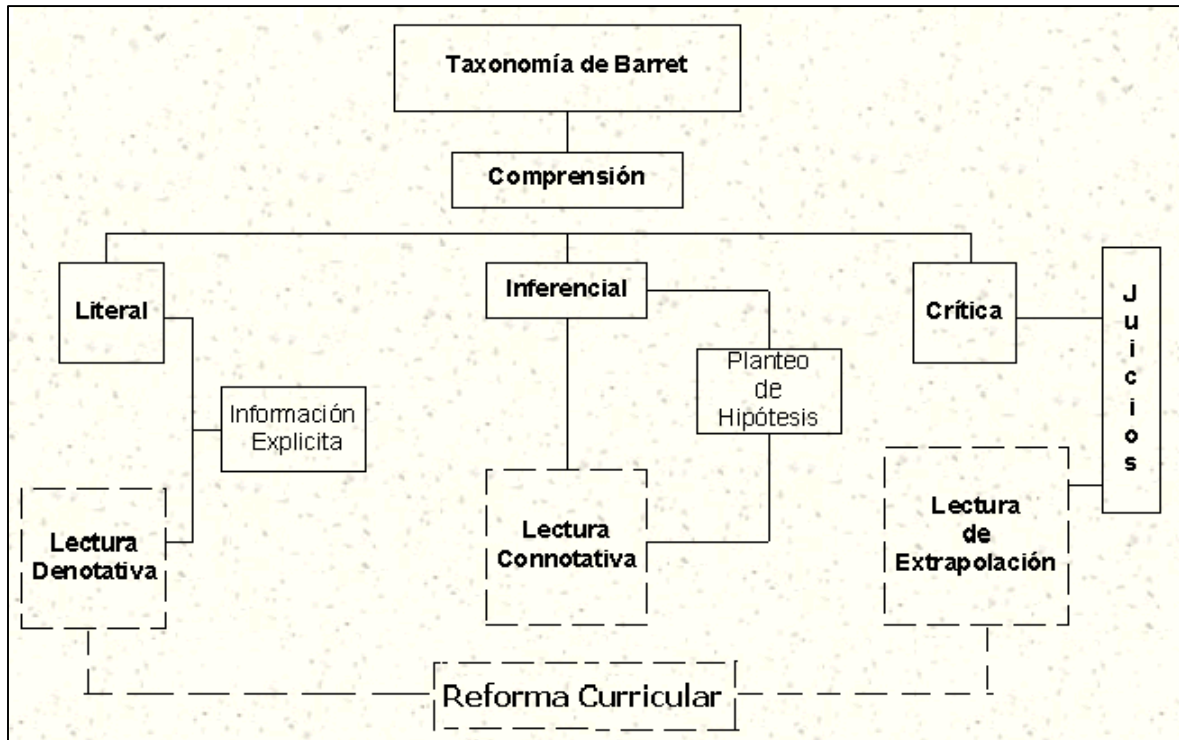 Taxonomía de Barret
Comprensión
Literal
Inferencial
Crítica
Juicios
Información
Explicita
Planteo
de
Hipótesis
Lectura
Denotativa
Lectura
Connotativa
Lectura
de
Extrapolación
Reforma Curricular